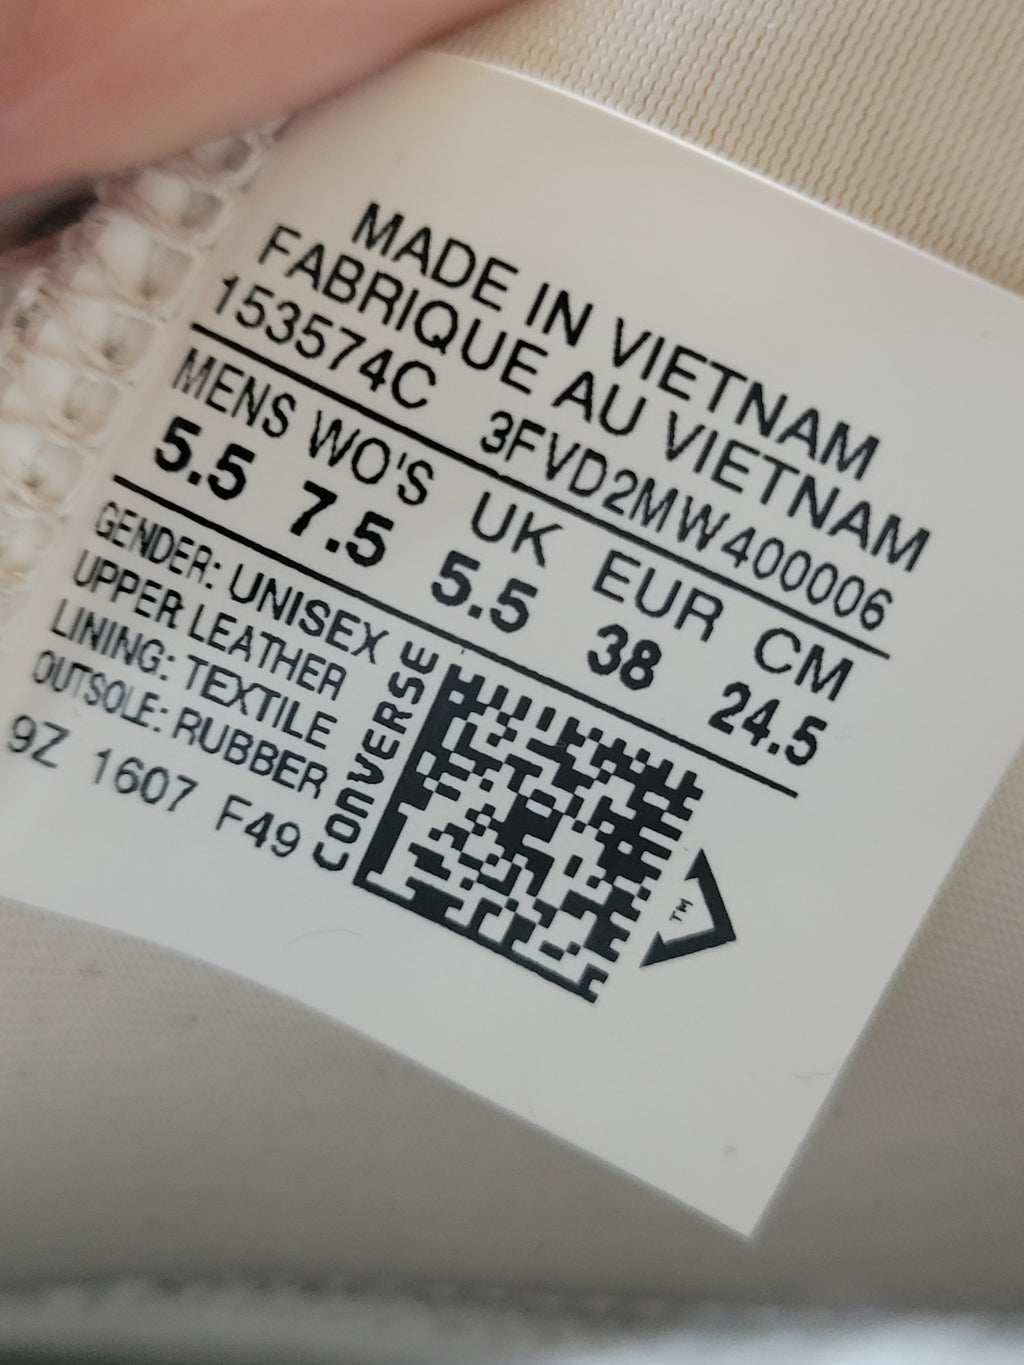 MADE IN VIETNAM
FABRIQUE AU VIETNAM
153574C 3FVD2MW400006
MENS WO'S UK EUR CM
5.5 7.5 5.5 38 24.5
GENDER: UNISEX
UPPER LEATHER
LINING: TEXTILE
OUTSOLE: RUBBER
9Z 1607 F49
CONVERSE
TM